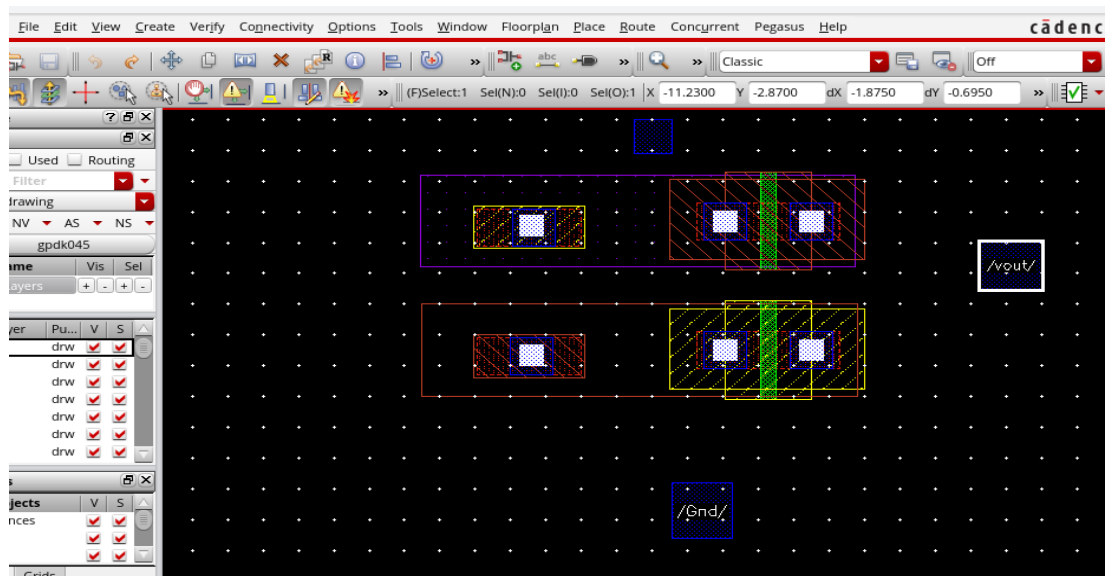 File Edit View Create Verify Connectivity Options Tools Window Floorplan Place Route Concurrent Pegasus Help cādenc
abc Classic Off
(F)Select:1 Sel(N):0 Sel(I):0 Sel(O):1 X -11.2300 Y -2.8700 dX -1.8750 dY -0.6950
Used Routing
Filter
drawing
NV AS NS
gpdk045
ame Vis Sel
ayers + - + -
yer Pu... V S
drw
drw
drw
drw
drw
drw
drw
s
jects V S
nces
Grids
/vout/
/Gnd/